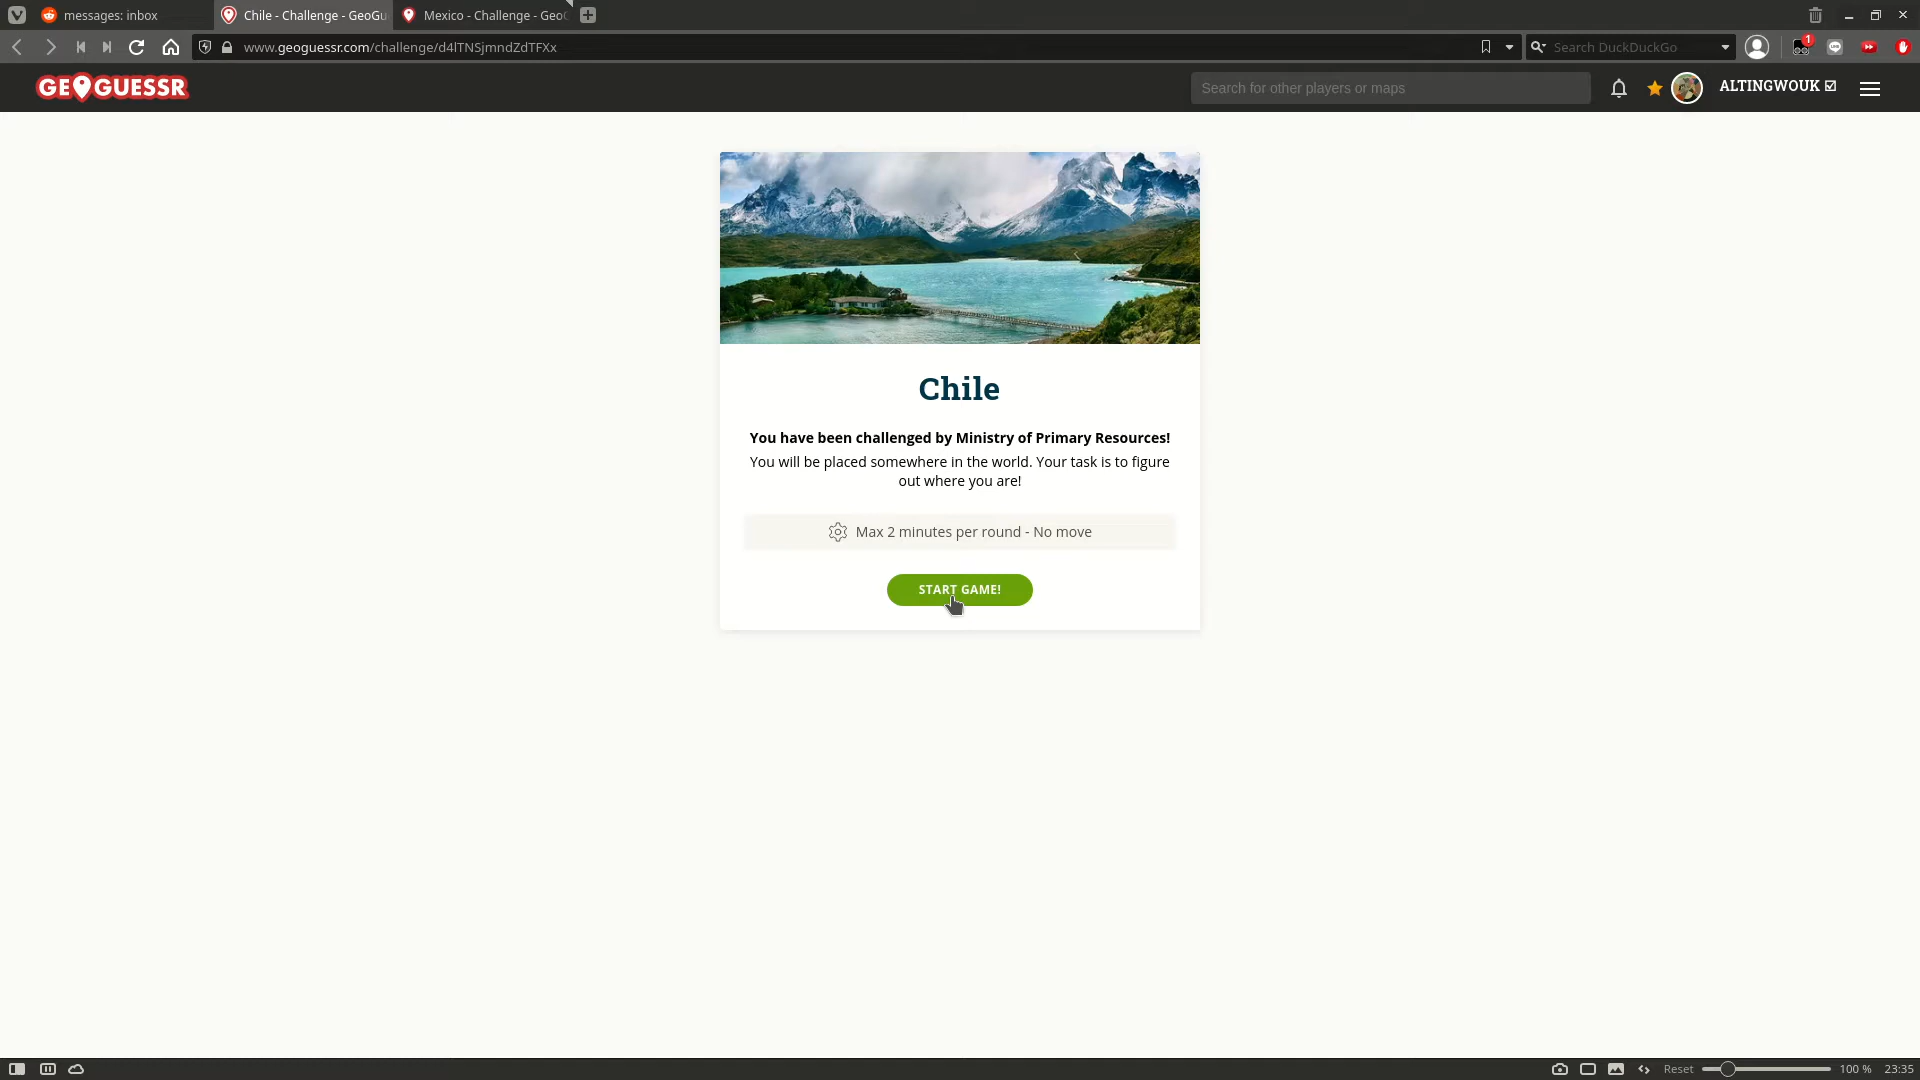 messages: inbox
Chile - Challenge - GeoGu
Mexico - Challenge - Geo
www.geoguessr.com/challenge/d4lTNSjmndZdTFXx
Search DuckDuckGo
1
GEOGUESSR
Search for other players or maps
ALTINGWOUK ☑
Chile
You have been challenged by Ministry of Primary Resources!
You will be placed somewhere in the world. Your task is to figure
out where you are!
Max 2 minutes per round - No move
START GAME!
Reset
100 %
23:35